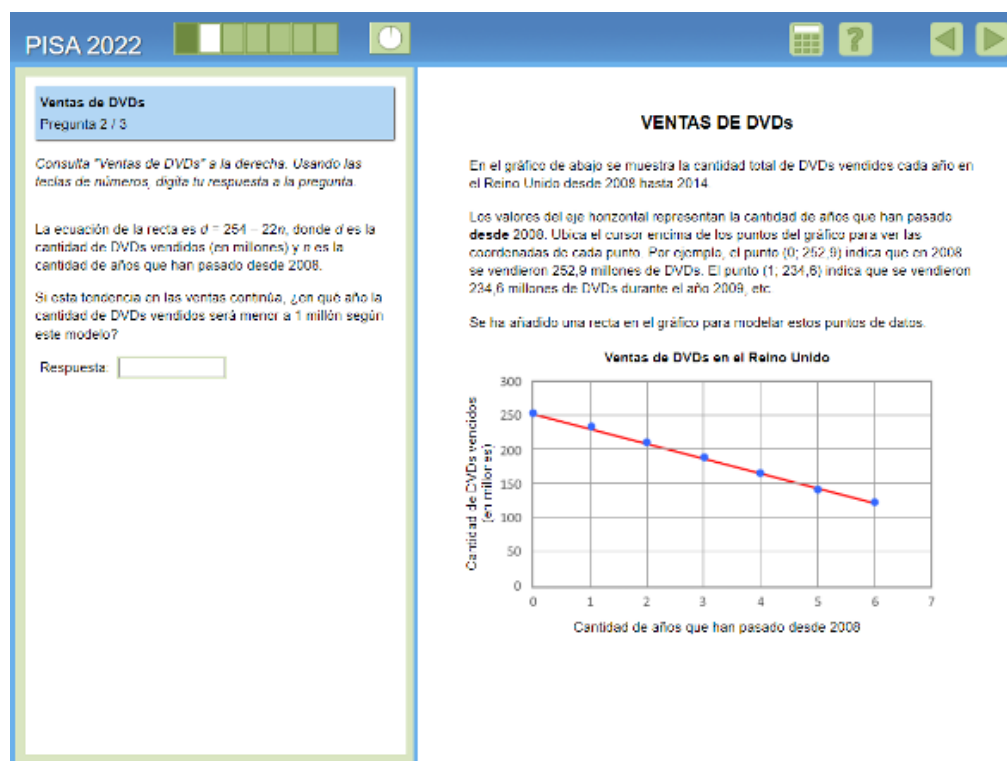 PISA 2022
?
Ventas de DVDs
Pregunta 2 / 3
Consulta "Ventas de DVDs" a la derecha. Usando las
teclas de números, digita tu respuesta a la pregunta.
La ecuación de la recta es d = 254 – 22n, donde d es la
cantidad de DVDs vendidos (en millones) y n es la
cantidad de años que han pasado desde 2008.
Si esta tendencia en las ventas continúa, ¿en qué año la
cantidad de DVDs vendidos será menor a 1 millón según
este modelo?
Respuesta:
VENTAS DE DVDs
En el gráfico de abajo se muestra la cantidad total de DVDs vendidos cada año en
el Reino Unido desde 2008 hasta 2014
Los valores del eje horizontal representan la cantidad de años que han pasado
desde 2008. Ubica el cursor encima de los puntos del gráfico para ver las
coordenadas de cada punto. Por ejemplo, el punto (0; 252,9) indica que en 2008
se vendieron 252,9 millones de DVDs. El punto (1; 234,6) indica que se vendieron
234,6 millones de DVDs durante el año 2009, etc.
Se ha añadido una recta en el gráfico para modelar estos puntos de datos.
Ventas de DVDs en el Reino Unido
Cantidad de DVDs vencidos
(en millones)
300
250
200
150
100
50
0
0 1 2 3 4 5 6 7
Cantidad de años que han pasado desde 2008